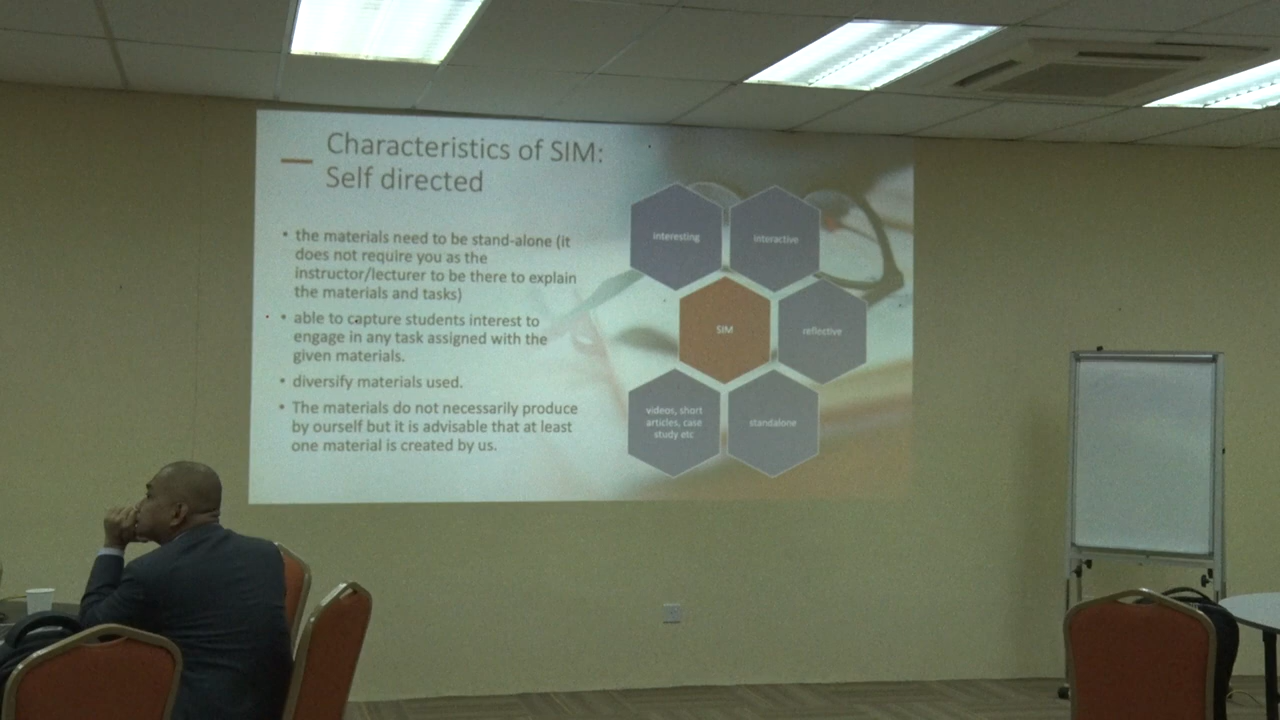 Characteristics of SIM:
Self directed
• the materials need to be stand-alone (it
does not require you as the
instructor/lecturer to be there to explain
the materials and tasks)
• able to capture students interest to
engage in any task assigned with the
given materials.
• diversify materials used.
• The materials do not necessarily produce
by ourself but it is advisable that at least
one material is created by us.
interesting
interactive
SIM
reflective
videos, short
articles, case
study etc
standalone